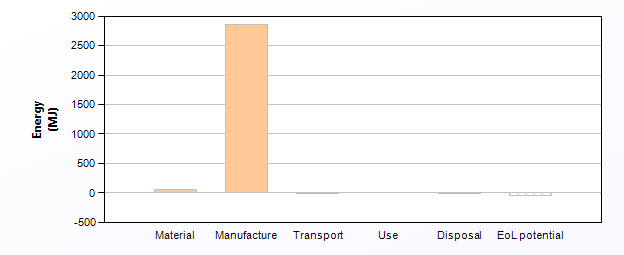 3000
2500
2000
1500
1000
500
0
-500
Energy
(MJ)
Material Manufacture Transport Use Disposal EoL potential